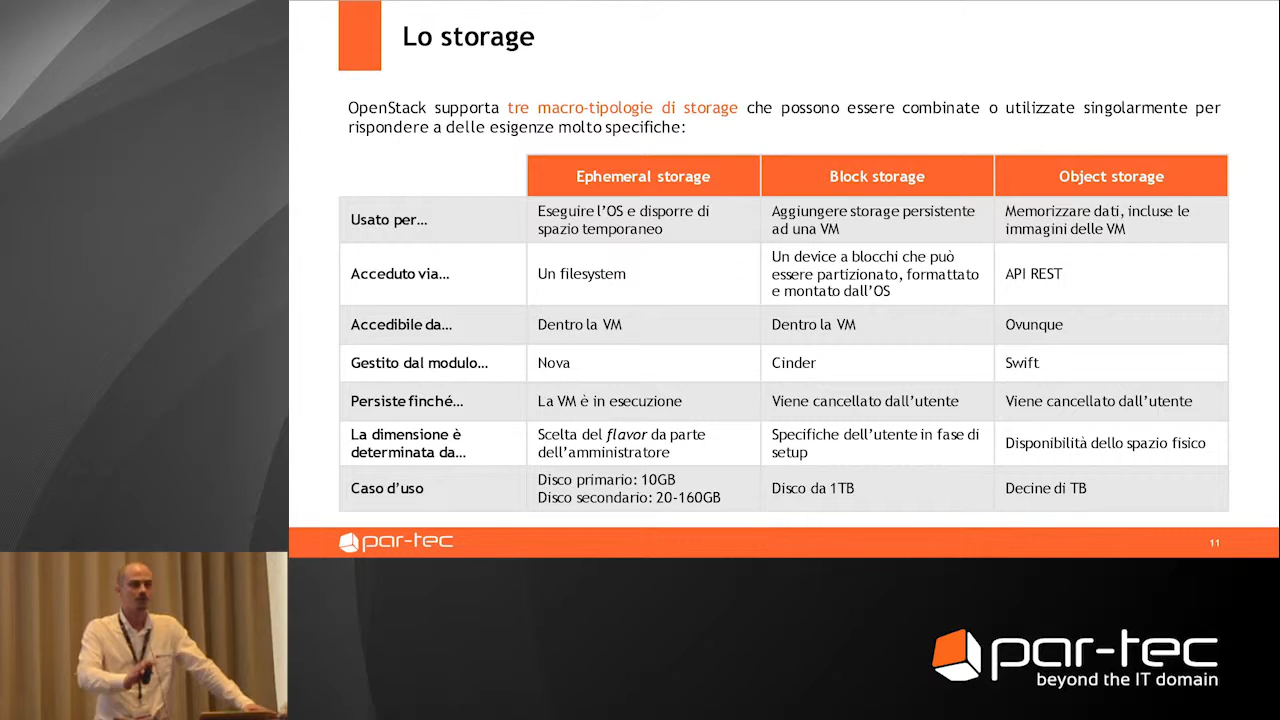 Lo storage
OpenStack supporta tre macro-tipologie di storage che possono essere combinate o utilizzate singolarmente per
rispondere a delle esigenze molto specifiche:
Ephemeral storage
Block storage
Object storage
Usato per…
Eseguire l’OS e disporre di
spazio temporaneo
Aggiungere storage persistente
ad una VM
Memorizzare dati, incluse le
immagini delle VM
Acceduto via…
Un filesystem
Un device a blocchi che può
essere partizionato, formattato
e montato dall’OS
API REST
Accedibile da…
Dentro la VM
Dentro la VM
Ovunque
Gestito dal modulo…
Nova
Cinder
Swift
Persiste finché…
La VM è in esecuzione
Viene cancellato dall’utente
Viene cancellato dall’utente
La dimensione è
determinata da…
Scelta del flavor da parte
dell’amministratore
Specifiche dell’utente in fase di
setup
Disponibilità dello spazio fisico
Caso d’uso
Disco primario: 10GB
Disco secondario: 20-160GB
Disco da 1TB
Decine di TB
par-tec
11
par-tec
beyond the IT domain